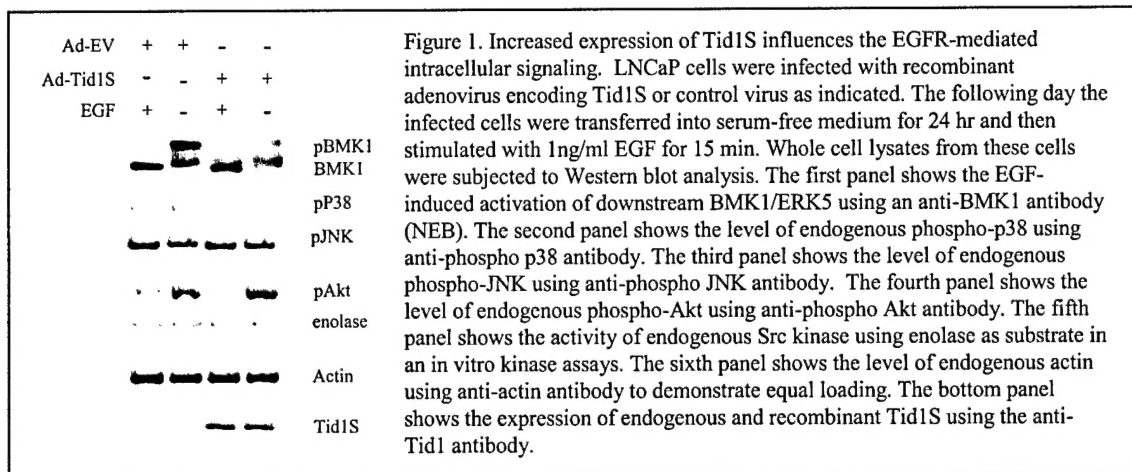 Ad-EV + + - -
Ad-Tid1S - - + +
EGF + - + -
pBMK1
BMK1
pP38
pJNK
pAkt
enolase
Actin
Tid1S
Figure 1. Increased expression of Tid1S influences the EGFR-mediated
intracellular signaling. LNCaP cells were infected with recombinant
adenovirus encoding Tid1S or control virus as indicated. The following day the
infected cells were transferred into serum-free medium for 24 hr and then
stimulated with 1ng/ml EGF for 15 min. Whole cell lysates from these cells
were subjected to Western blot analysis. The first panel shows the EGF-
induced activation of downstream BMK1/ERK5 using an anti-BMK1 antibody
(NEB). The second panel shows the level of endogenous phospho-p38 using
anti-phospho p38 antibody. The third panel shows the level of endogenous
phospho-JNK using anti-phospho JNK antibody. The fourth panel shows the
level of endogenous phospho-Akt using anti-phospho Akt antibody. The fifth
panel shows the activity of endogenous Src kinase using enolase as substrate in
an in vitro kinase assays. The sixth panel shows the level of endogenous actin
using anti-actin antibody to demonstrate equal loading. The bottom panel
shows the expression of endogenous and recombinant Tid1S using the anti-
Tid1 antibody.